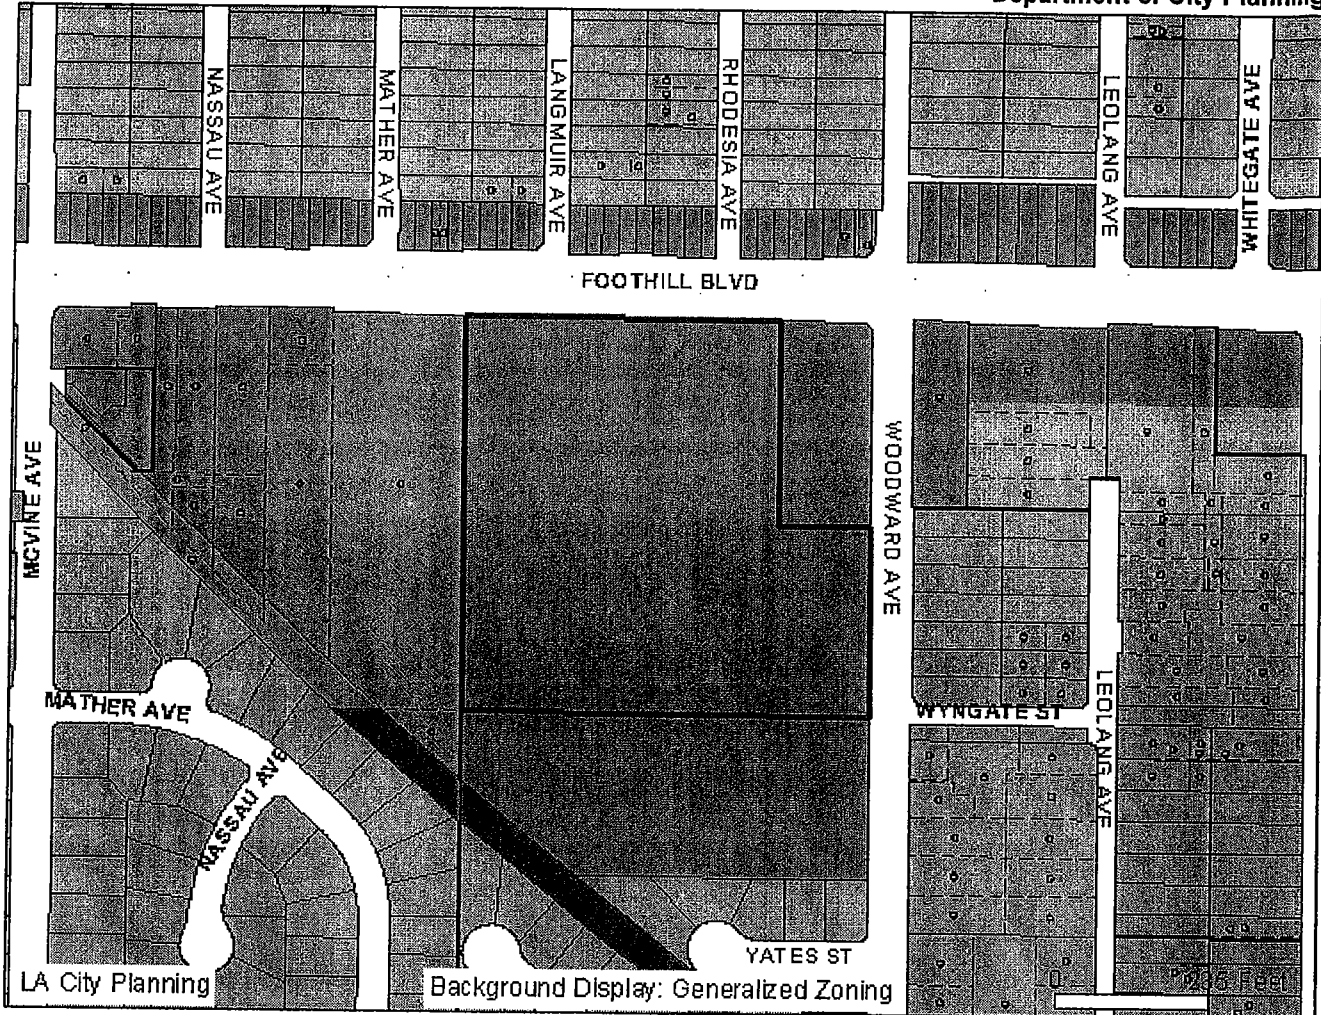 Department of City Planning
NASSAU AVE
MATHER AVE
LANGMUIR AVE
RHODESIA AVE
LEOLANG AVE
WHITEGATE AVE
FOOTHILL BLVD
MCVINE AVE
WOODWARD AVE
MATHER AVE
NASSAU AVE
WYNGATE ST
LEOLANG AVE
YATES ST
LA City Planning
Background Display: Generalized Zoning
0
Feet